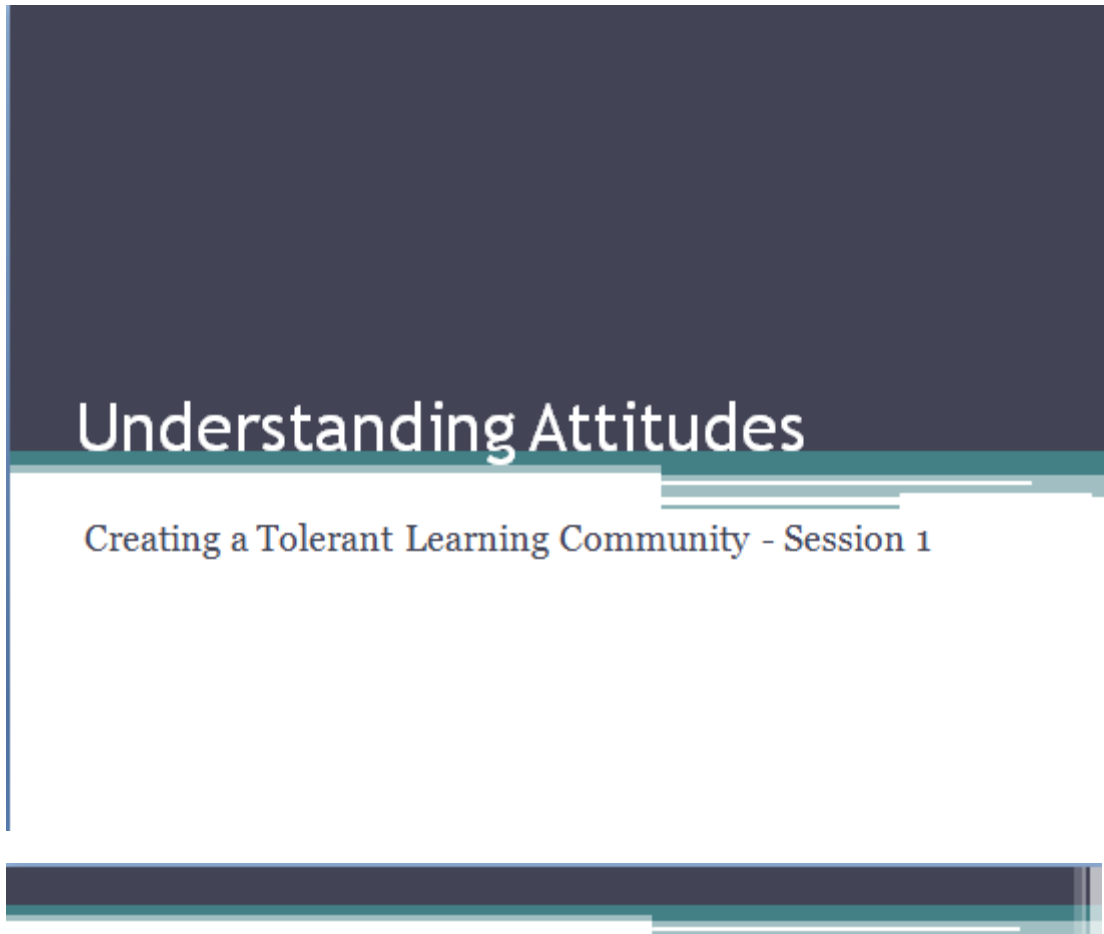 Understanding Attitudes
Creating a Tolerant Learning Community - Session 1